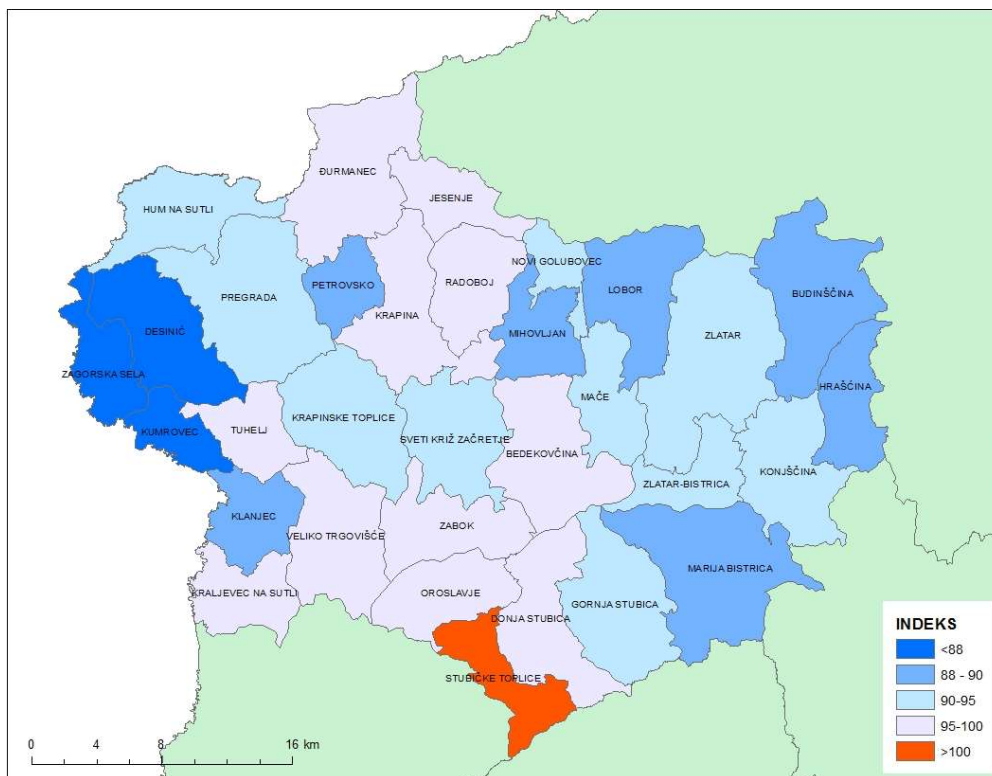 ĐURMANEC
JESENJE
HUM NA SUTLI
NOVI GOLUBOVEC
PETROVSKO
RADOBOJ
LOBOR
BUDINŠČINA
PREGRADA
KRAPINA
DESINIĆ
MIHOVLJAN
ZLATAR
ZAGORSKA SELA
HRAŠĆINA
MAČE
KRAPINSKE TOPLICE
KUMROVEC
TUHELJ
SVETI KRIŽ ZAČRETJE
BEDEKOVČINA
KONJŠČINA
ZLATAR-BISTRICA
KLANJEC
ZABOK
VELIKO TRGOVIŠĆE
MARIJA BISTRICA
KRALJEVEC NA SUTLI
OROSLAVJE
GORNJA STUBICA
DONJA STUBICA
STUBIČKE TOPLICE
INDEKS
<88
88 - 90
90-95
95-100
>100
0 4 8 16 km